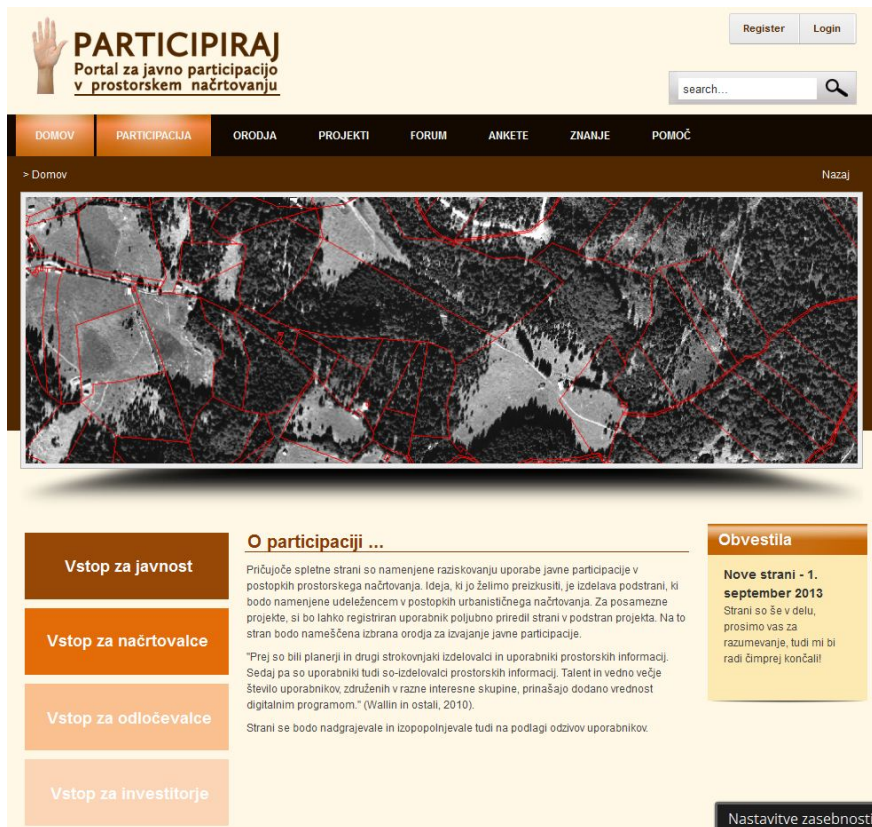 PARTICIPIRAJ
Portal za javno participacijo
v prostorskem načrtovanju
Register Login
search...
DOMOV PARTICIPACIJA ORODJA PROJEKTI FORUM ANKETE ZNANJE POMOČ
> Domov Nazaj
Vstop za javnost
Vstop za načrtovalce
Vstop za odločevalce
Vstop za investitorje
O participaciji ...
Pričujoče spletne strani so namenjene raziskovanju uporabe javne participacije v
postopkih prostorskega načrtovanja. Ideja, ki jo želimo preizkusiti, je izdelava podstrani, ki
bodo namenjene udeležencem v postopkih urbanističnega načrtovanja. Za posamezne
projekte, si bo lahko registriran uporabnik poljubno priredil strani v podstran projekta. Na to
stran bodo nameščena izbrana orodja za izvajanje javne participacije.
"Prej so bili planerji in drugi strokovnjaki izdelovalci in uporabniki prostorskih informacij.
Sedaj pa so uporabniki tudi so-izdelovalci prostorskih informacij. Talent in vedno večje
število uporabnikov, združenih v razne interesne skupine, prinašajo dodano vrednost
digitalnim programom." (Wallin in ostali, 2010).
Strani se bodo nadgrajevale in izopopolnjevale tudi na podlagi odzivov uporabnikov.
Obvestila
Nove strani - 1.
september 2013
Strani so še v delu,
prosimo vas za
razumevanje, tudi mi bi
radi čimprej končali!
Nastavitve zasebnosti